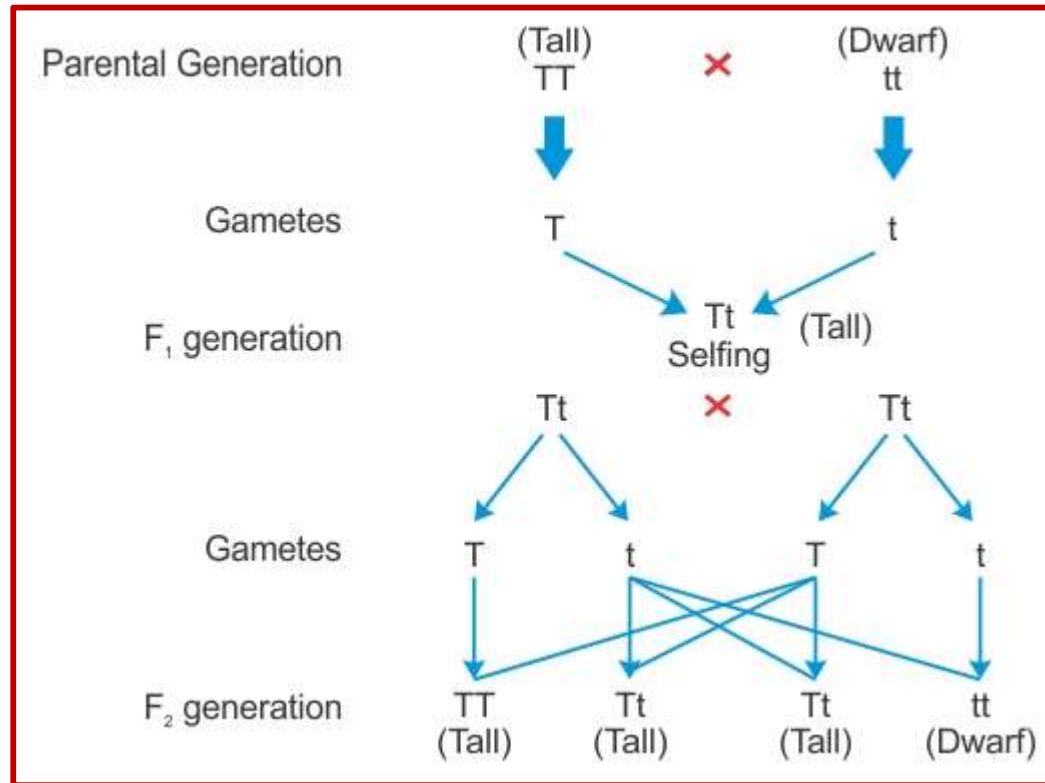 (Tall) (Dwarf)
Parental Generation TT × tt
Gametes T t
F₁ generation Tt (Tall)
Selfing
Tt × Tt
Gametes T t T t
F₂ generation TT Tt Tt tt
(Tall) (Tall) (Tall) (Dwarf)